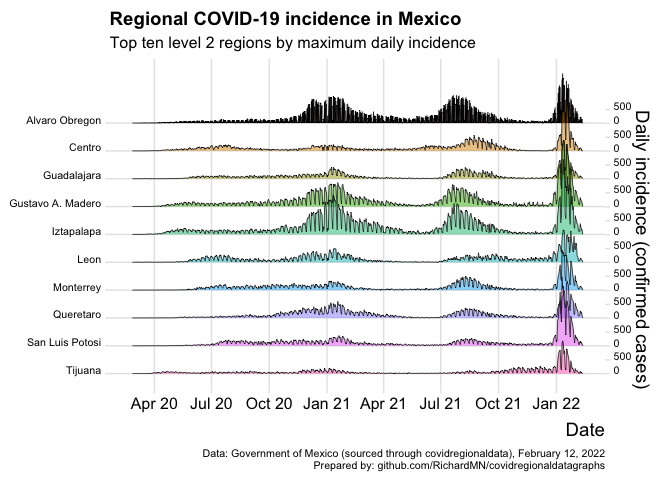 Regional COVID-19 incidence in Mexico
Top ten level 2 regions by maximum daily incidence
Alvaro Obregon
Centro
Guadalajara
Gustavo A. Madero
Iztapalapa
Leon
Monterrey
Queretaro
San Luis Potosi
Tijuana
500
0
500
0
500
0
500
0
500
0
500
0
500
0
500
0
500
0
500
0
Daily incidence (confirmed cases)
Apr 20 Jul 20 Oct 20 Jan 21 Apr 21 Jul 21 Oct 21 Jan 22
Date
Data: Government of Mexico (sourced through covidregionaldata), February 12, 2022
Prepared by: github.com/RichardMN/covidregionaldatagraphs